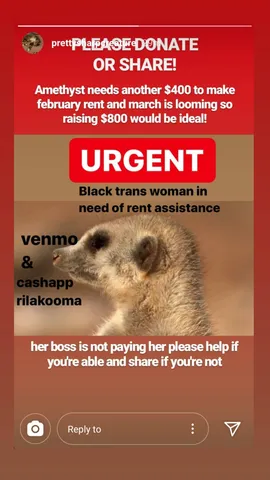 PLEASE DONATE
OR SHARE!
Amethyst needs another $400 to make
february rent and march is looming so
raising $800 would be ideal!
URGENT
Black trans woman in
need of rent assistance
venmo
&
cashapp
rilakooma
her boss is not paying her please help if
you're able and share if you're not
Reply to